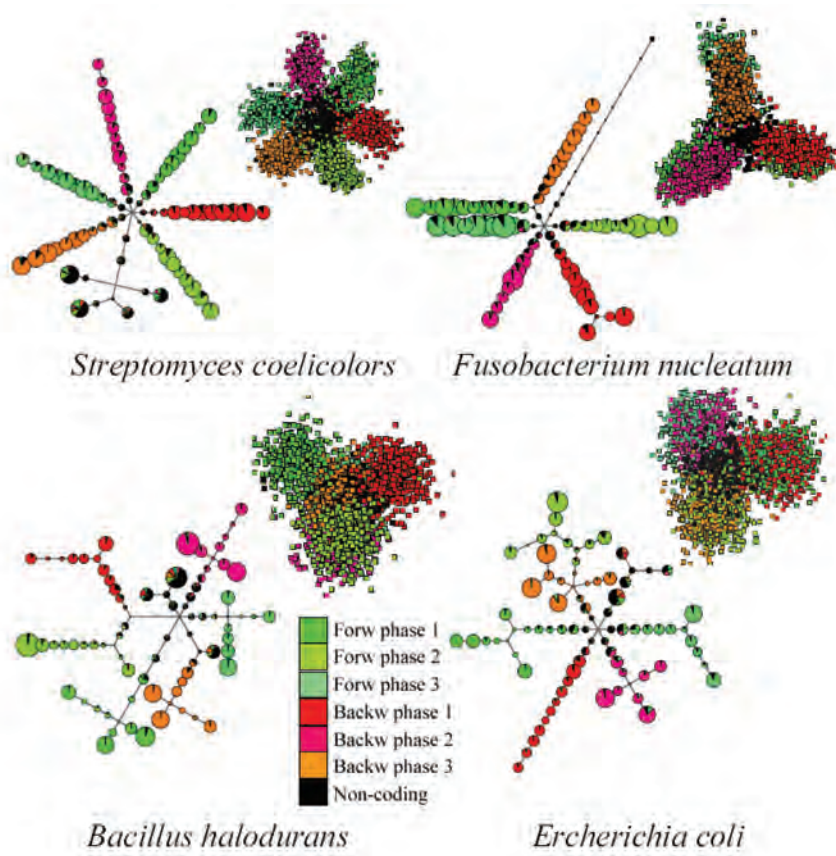 Streptomyces coelicolors
Fusobacterium nucleatum
Forw phase 1
Forw phase 2
Forw phase 3
Backw phase 1
Backw phase 2
Backw phase 3
Non-coding
Bacillus halodurans
Ercherichia coli